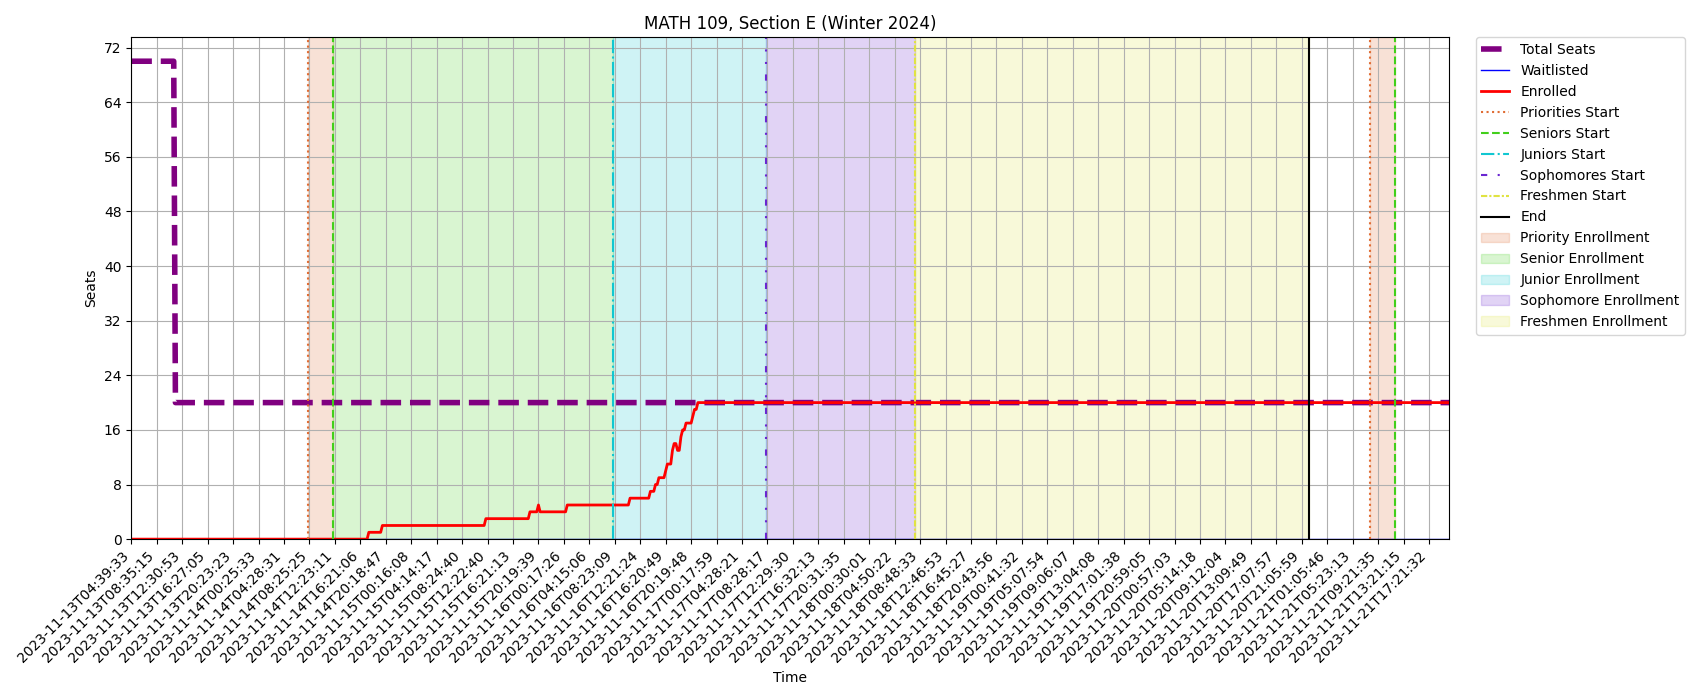 MATH 109, Section E (Winter 2024)
Seats
72
64
56
48
40
32
24
16
8
0
2023-11-13T04:39:33
2023-11-13T08:35:15
2023-11-13T12:30:53
2023-11-13T16:27:05
2023-11-13T20:23:23
2023-11-14T00:25:33
2023-11-14T04:28:31
2023-11-14T08:25:25
2023-11-14T12:23:11
2023-11-14T16:21:06
2023-11-14T20:18:47
2023-11-15T00:16:08
2023-11-15T04:14:17
2023-11-15T08:24:40
2023-11-15T12:22:40
2023-11-15T16:21:13
2023-11-15T20:19:39
2023-11-16T00:17:26
2023-11-16T04:15:06
2023-11-16T08:23:09
2023-11-16T12:21:24
2023-11-16T16:20:49
2023-11-16T20:19:48
2023-11-17T00:17:59
2023-11-17T04:28:21
2023-11-17T08:28:17
2023-11-17T12:29:30
2023-11-17T16:32:13
2023-11-17T20:31:35
2023-11-18T00:30:01
2023-11-18T04:50:22
2023-11-18T08:48:33
2023-11-18T12:46:53
2023-11-18T16:45:27
2023-11-18T20:43:56
2023-11-19T00:41:32
2023-11-19T05:07:54
2023-11-19T09:06:07
2023-11-19T13:04:08
2023-11-19T17:01:38
2023-11-19T20:59:05
2023-11-20T00:57:03
2023-11-20T05:14:18
2023-11-20T09:12:04
2023-11-20T13:09:49
2023-11-20T17:07:57
2023-11-20T21:05:59
2023-11-21T01:05:46
2023-11-21T05:23:13
2023-11-21T09:21:35
2023-11-21T13:21:15
2023-11-21T17:21:32
Time
Total Seats
Waitlisted
Enrolled
Priorities Start
Seniors Start
Juniors Start
Sophomores Start
Freshmen Start
End
Priority Enrollment
Senior Enrollment
Junior Enrollment
Sophomore Enrollment
Freshmen Enrollment